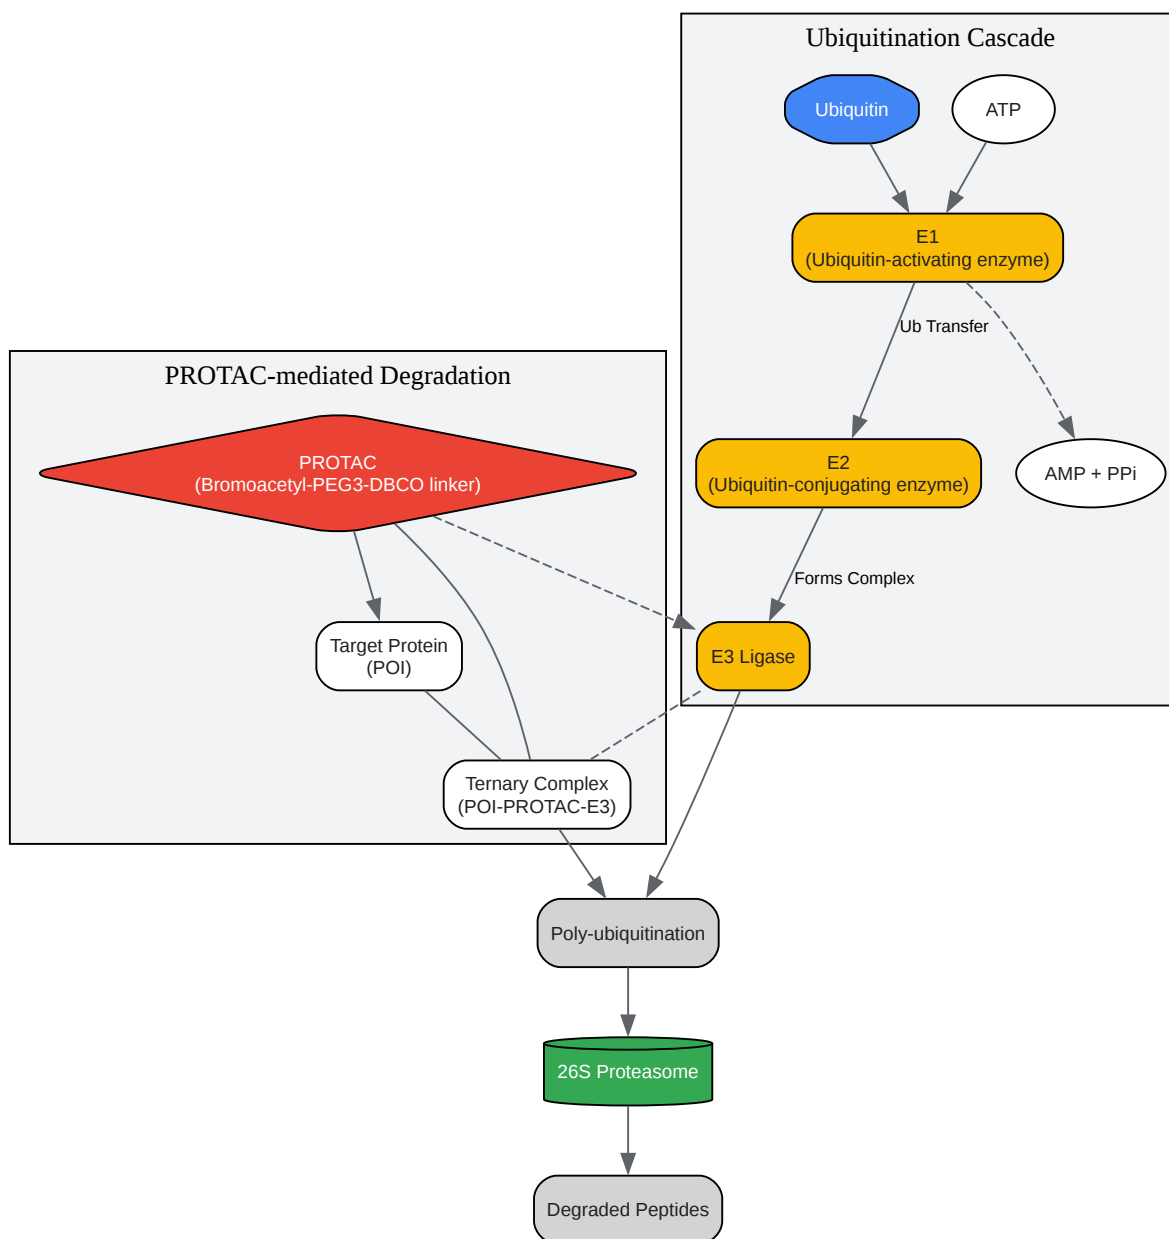 Ubiquitination Cascade
Ubiquitin
ATP
E1
(Ubiquitin-activating enzyme)
Ub Transfer
PROTAC-mediated Degradation
PROTAC
(Bromoacetyl-PEG3-DBCO linker)
E2
(Ubiquitin-conjugating enzyme)
AMP + PPi
Forms Complex
Target Protein
(POI)
E3 Ligase
Ternary Complex
(POI-PROTAC-E3)
Poly-ubiquitination
26S Proteasome
Degraded Peptides